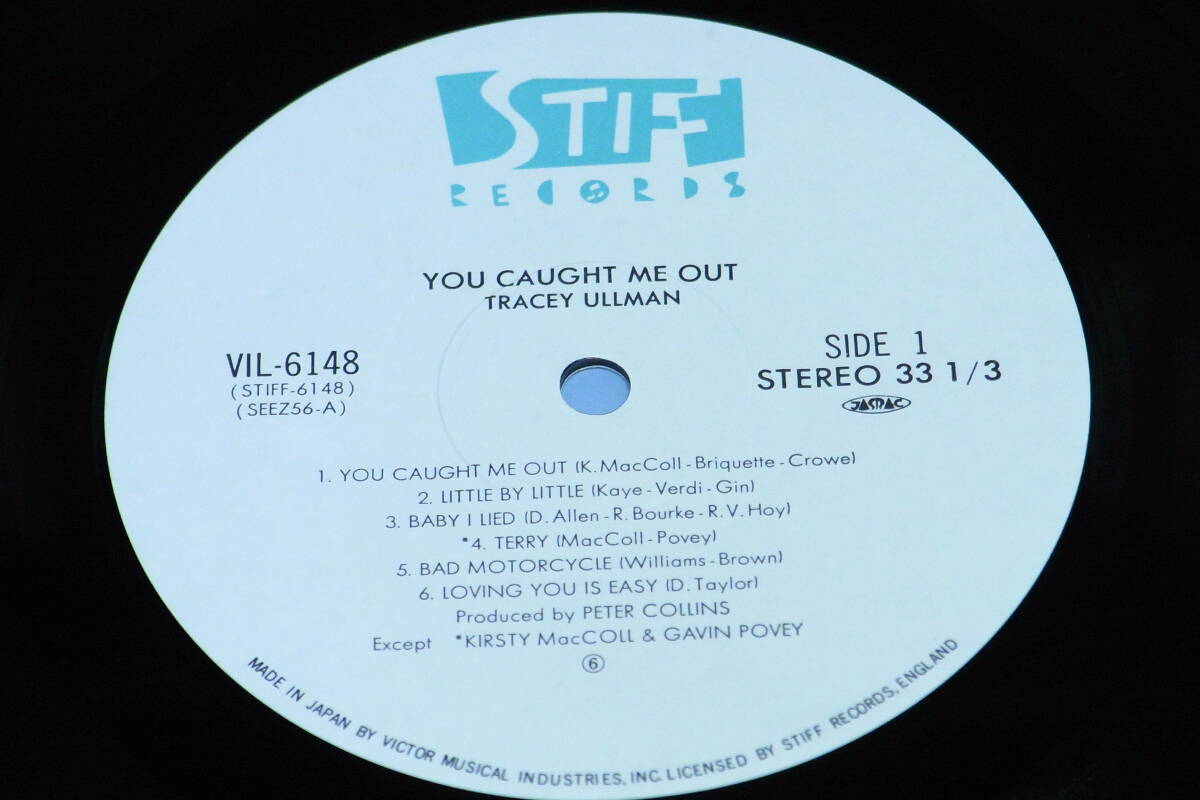 STIFF
RECORDS
YOU CAUGHT ME OUT
TRACEY ULLMAN
VIL-6148
(STIFF-6148)
(SEEZ56-A)
SIDE 1
STEREO 33 1/3
JASRAC
1. YOU CAUGHT ME OUT (K. MacColl-Briquette-Crowe)
2. LITTLE BY LITTLE (Kaye-Verdi-Gin)
3. BABY I LIED (D. Allen-R. Bourke-R.V. Hoy)
*4. TERRY (MacColl-Povey)
5. BAD MOTORCYCLE (Williams-Brown)
6. LOVING YOU IS EASY (D. Taylor)
Produced by PETER COLLINS
Except *KIRSTY MacCOLL & GAVIN POVEY
⑥
MADE IN JAPAN BY VICTOR MUSICAL INDUSTRIES, INC. LICENSED BY STIFF RECORDS, ENGLAND